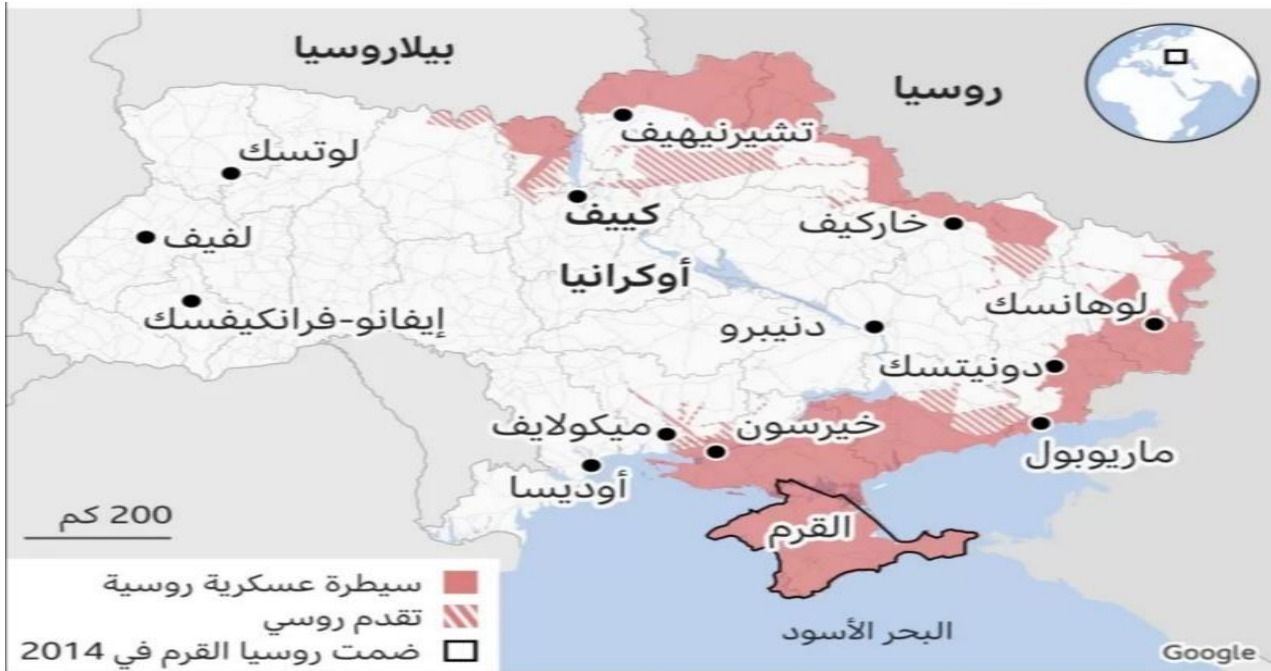 بيلاروسيا
روسيا
تشيرنيهيف
لوتسك
كييف
خاركيف
لفيف
أوكرانيا
لوهانسك
إيفانو-فرانكيفسك
دنيبرو
دونيتسك
ميكولايف
خيرسون
ماريوبول
أوديسا
القرم
200 كم
سيطرة عسكرية روسية
تقدم روسي
ضمت روسيا القرم في 2014
البحر الأسود
Google